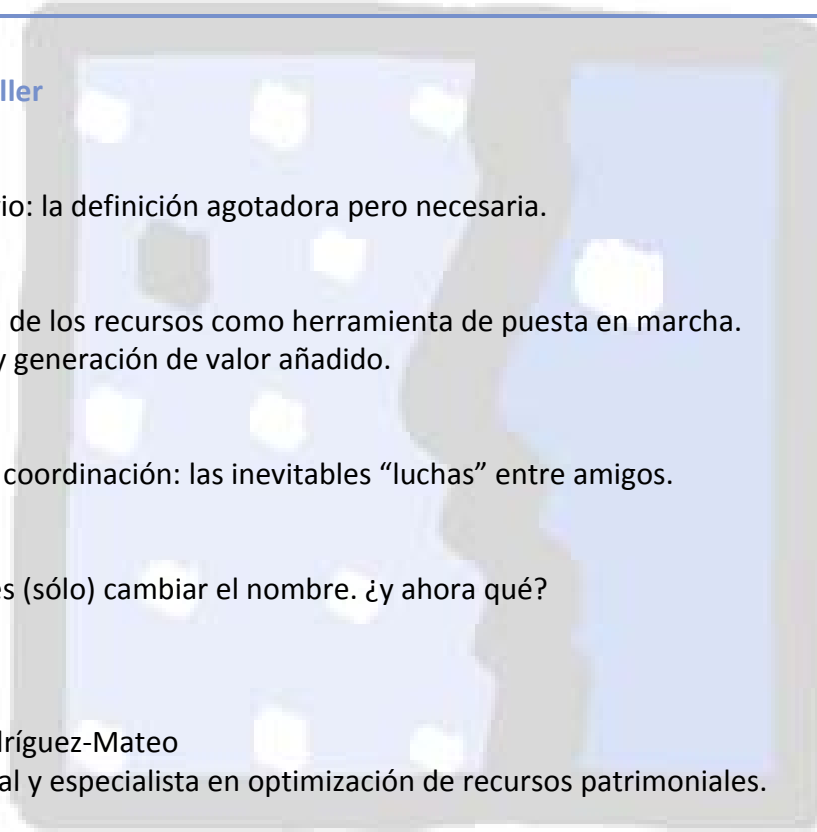 ller
io: la definición agotadora pero necesaria.
de los recursos como herramienta de puesta en marcha.
y generación de valor añadido.
coordinación: las inevitables “luchas” entre amigos.
es (sólo) cambiar el nombre. ¿y ahora qué?
dríguez-Mateo
al y especialista en optimización de recursos patrimoniales.